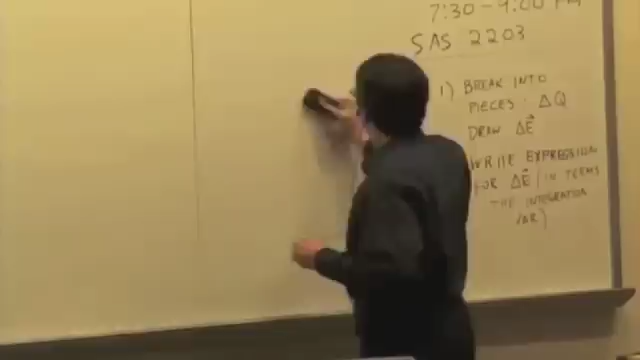 7:30 - 9:00 PM
SAS 2203
1) BREAK INTO
PIECES: ΔQ
DRAW ΔE⃗
WRITE EXPRESSION
FOR ΔE⃗ (IN TERMS
THE INTEGRATION
VAR)